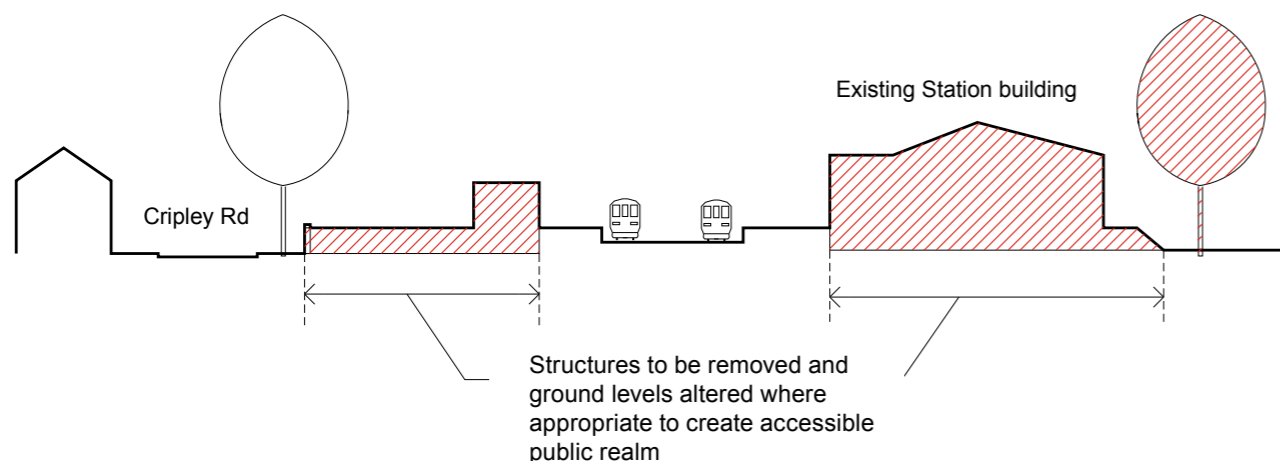 Existing Station building
Cripley Rd
Structures to be removed and
ground levels altered where
appropriate to create accessible
public realm